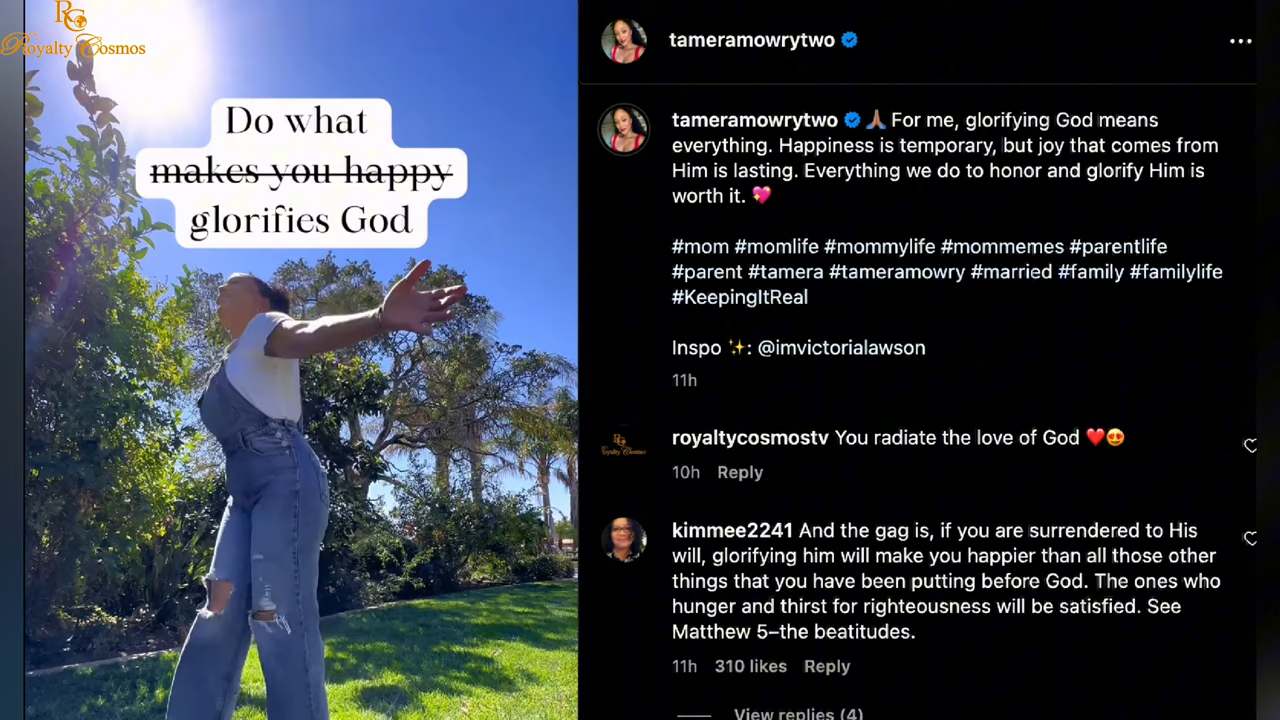 RC
Royalty Cosmos
Do what
makes you happy
glorifies God
tameramowrytwo
tameramowrytwo 🙏🏽 For me, glorifying God means
everything. Happiness is temporary, but joy that comes from
Him is lasting. Everything we do to honor and glorify Him is
worth it. 💖
#mom #momlife #mommylife #mommemes #parentlife
#parent #tamera #tameramowry #married #family #familylife
#KeepingItReal
Inspo ✨: @imvictorialawson
11h
royaltycosmostv You radiate the love of God ❤️😍
10h Reply
kimmee2241 And the gag is, if you are surrendered to His
will, glorifying him will make you happier than all those other
things that you have been putting before God. The ones who
hunger and thirst for righteousness will be satisfied. See
Matthew 5–the beatitudes.
11h 310 likes Reply
View replies (4)